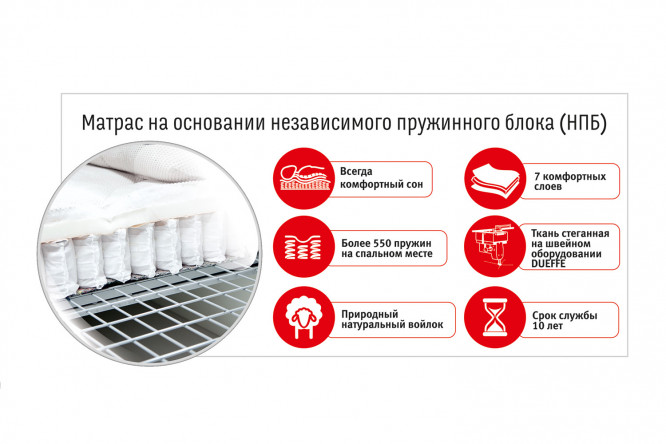 Матрас на основании независимого пружинного блока (НПБ)
Всегда
комфортный сон
7 комфортных
слоев
Более 550 пружин
на спальном месте
Ткань стеганная
на швейном
оборудовании
DUEFFE
Природный
натуральный войлок
Срок службы
10 лет